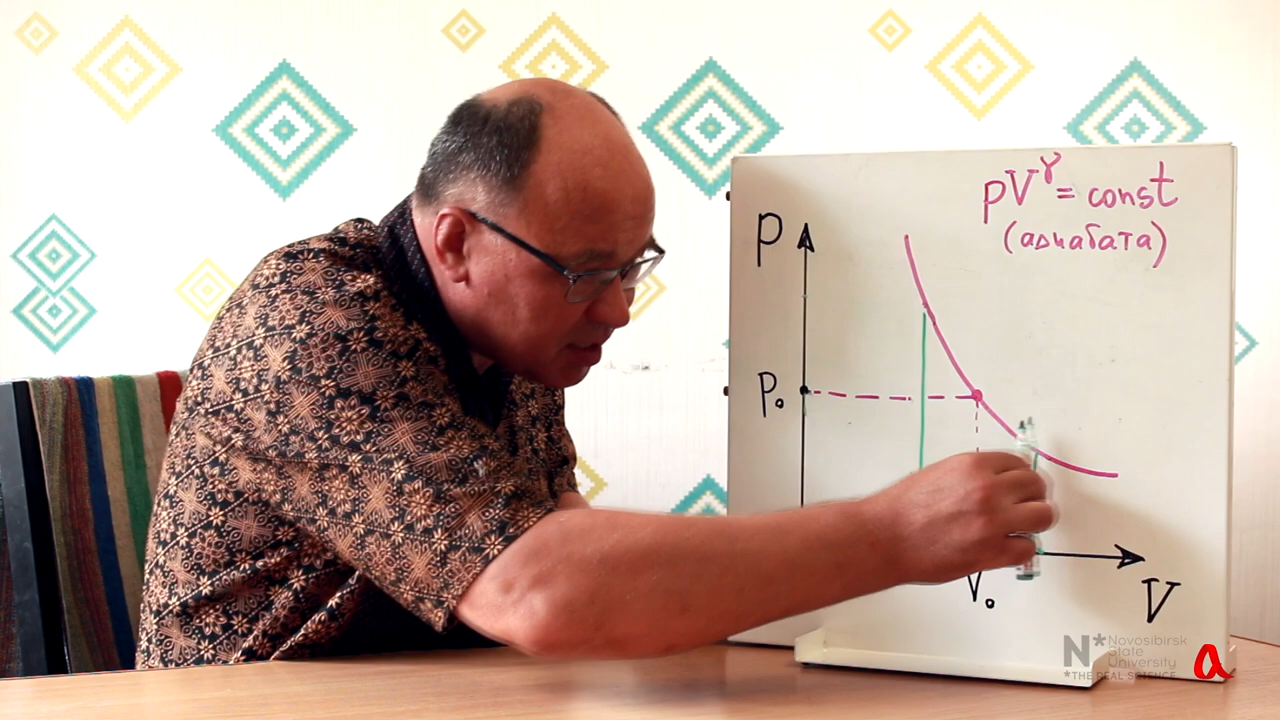 pV^γ = const
(адиабата)
p
p₀
V₀
V
N* Novosibirsk
State
University
*THE REAL SCIENCE
a